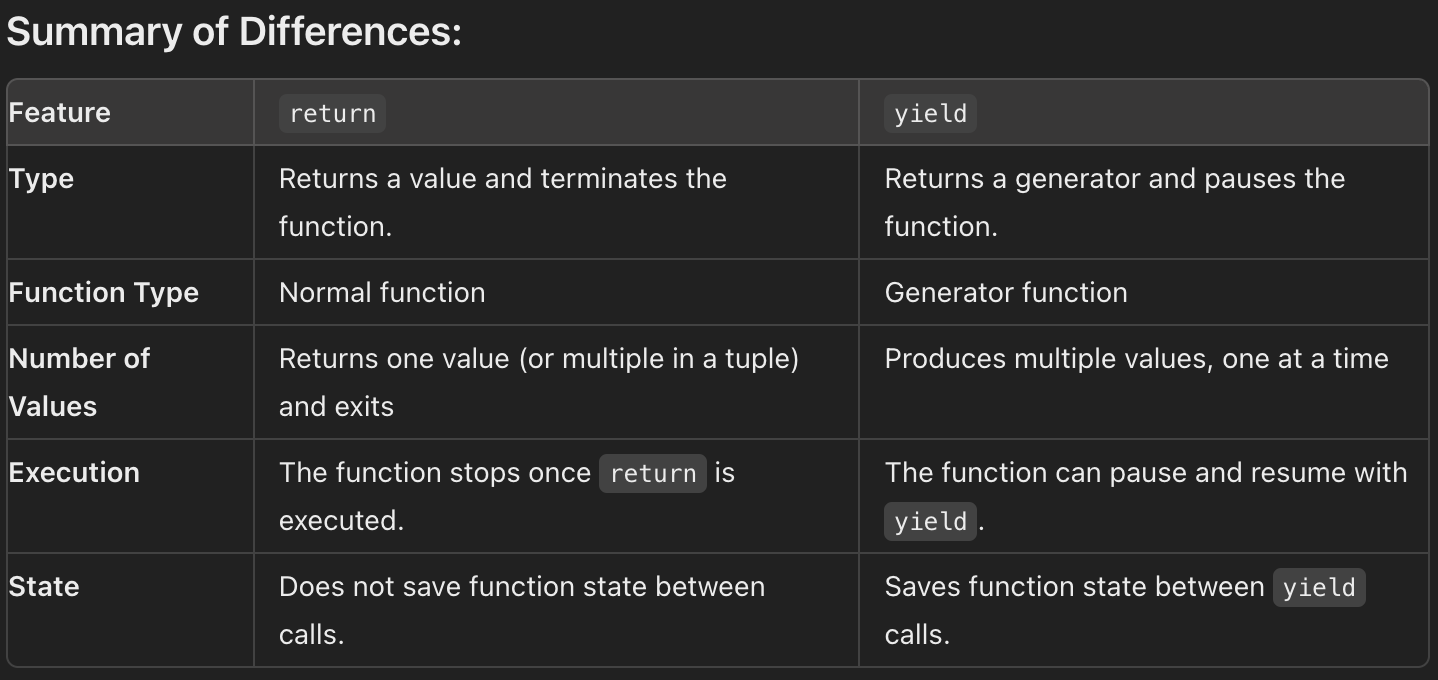 Summary of Differences:
Feature return yield
Type Returns a value and terminates the Returns a generator and pauses the
function. function.
Function Type Normal function Generator function
Number of Returns one value (or multiple in a tuple) Produces multiple values, one at a time
Values and exits
Execution The function stops once return is The function can pause and resume with
executed. yield.
State Does not save function state between Saves function state between yield
calls. calls.